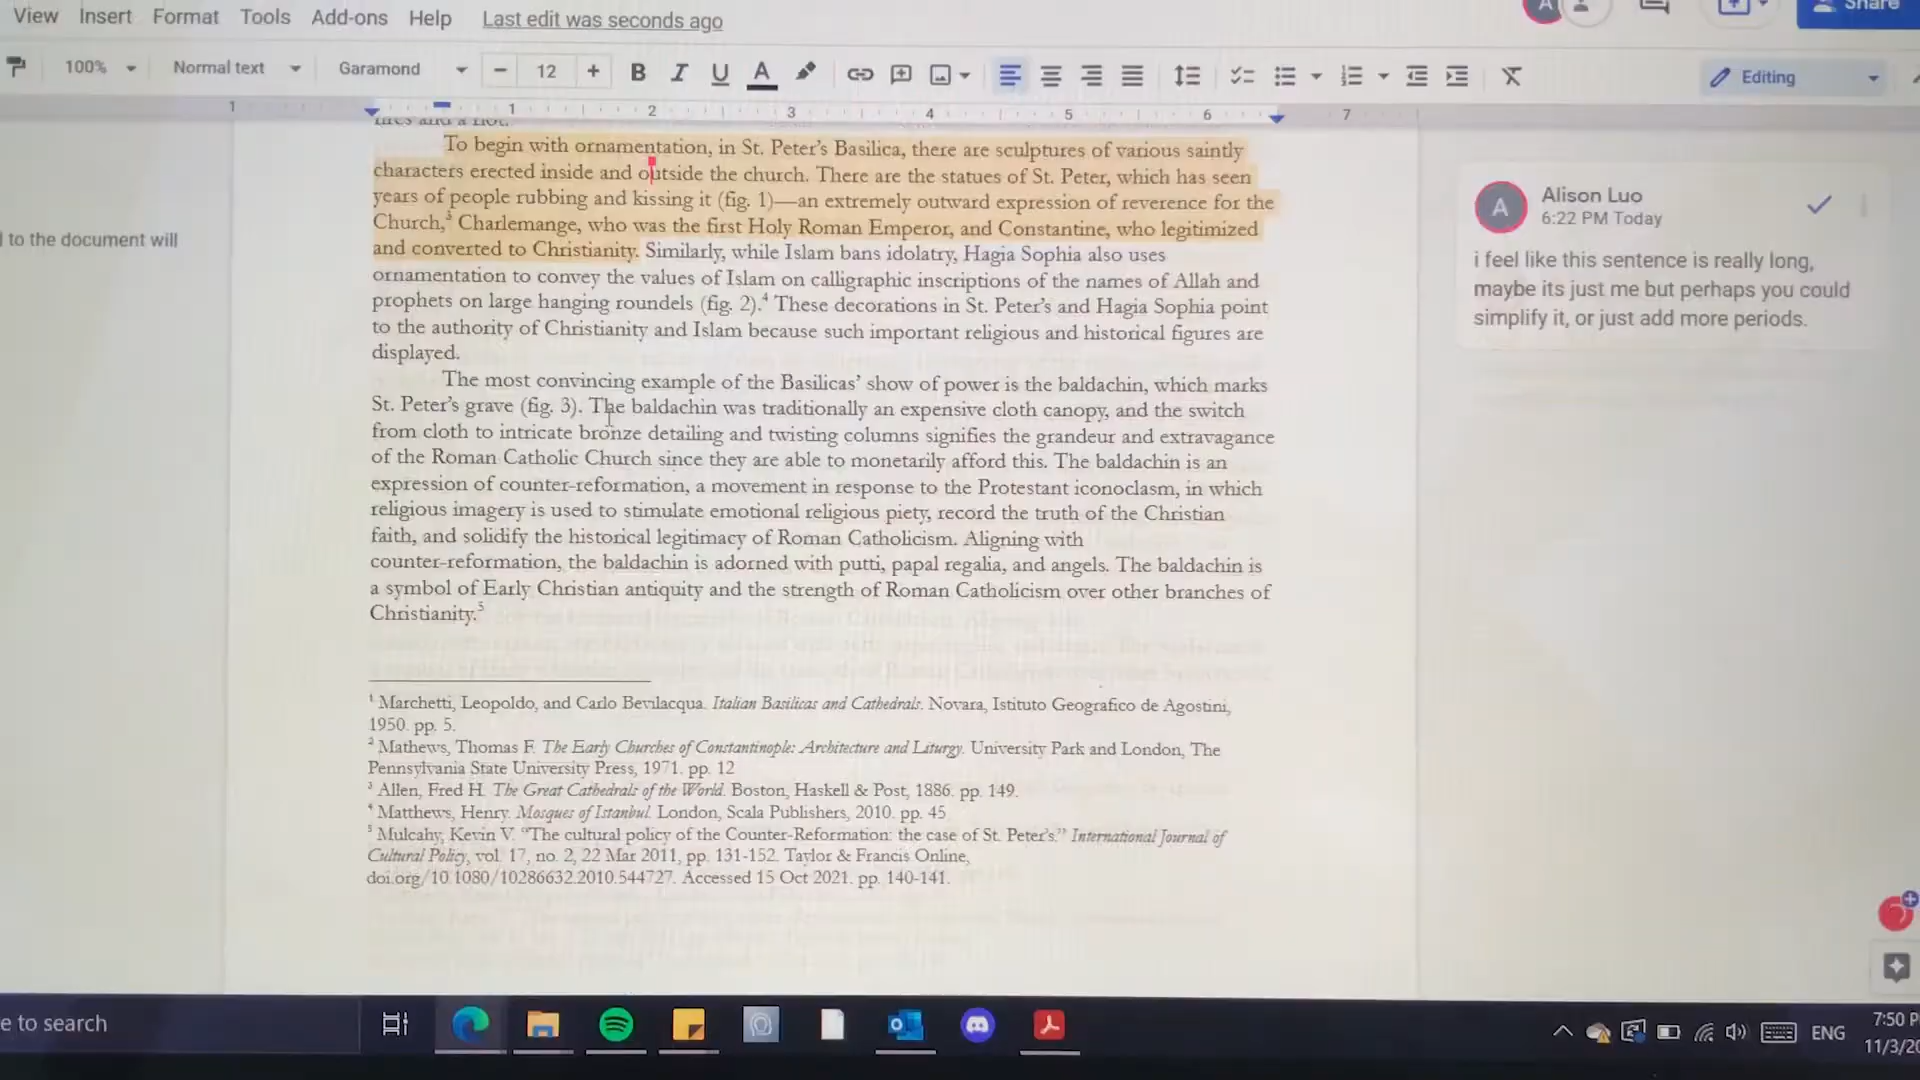 View Insert Format Tools Add-ons Help Last edit was seconds ago
Share
100% Normal text Garamond 12 B I U A Editing
1 1 2 3 4 5 6 7
and a
To begin with ornamentation, in St. Peter's Basilica, there are sculptures of various saintly
characters erected inside and outside the church. There are the statues of St. Peter, which has seen
years of people rubbing and kissing it (fig. 1)—an extremely outward expression of reverence for the
Church,³ Charlemange, who was the first Holy Roman Emperor, and Constantine, who legitimized
and converted to Christianity. Similarly, while Islam bans idolatry, Hagia Sophia also uses
ornamentation to convey the values of Islam on calligraphic inscriptions of the names of Allah and
prophets on large hanging roundels (fig. 2).⁴ These decorations in St. Peter's and Hagia Sophia point
to the authority of Christianity and Islam because such important religious and historical figures are
displayed.
The most convincing example of the Basilicas' show of power is the baldachin, which marks
St. Peter's grave (fig. 3). The baldachin was traditionally an expensive cloth canopy, and the switch
from cloth to intricate bronze detailing and twisting columns signifies the grandeur and extravagance
of the Roman Catholic Church since they are able to monetarily afford this. The baldachin is an
expression of counter-reformation, a movement in response to the Protestant iconoclasm, in which
religious imagery is used to stimulate emotional religious piety, record the truth of the Christian
faith, and solidify the historical legitimacy of Roman Catholicism. Aligning with
counter-reformation, the baldachin is adorned with putti, papal regalia, and angels. The baldachin is
a symbol of Early Christian antiquity and the strength of Roman Catholicism over other branches of
Christianity.⁵
¹ Marchetti, Leopoldo, and Carlo Bevilacqua. Italian Basilicas and Cathedrals. Novara, Istituto Geografico de Agostini,
1950. pp. 5.
² Mathews, Thomas F. The Early Churches of Constantinople: Architecture and Liturgy. University Park and London, The
Pennsylvania State University Press, 1971. pp. 12
³ Allen, Fred H. The Great Cathedrals of the World. Boston, Haskell & Post, 1886. pp. 149.
⁴ Matthews, Henry. Mosques of Istanbul. London, Scala Publishers, 2010. pp. 45
⁵ Mulcahy, Kevin V. "The cultural policy of the Counter-Reformation: the case of St. Peter's." International Journal of
Cultural Policy, vol. 17, no. 2, 22 Mar 2011, pp. 131-152. Taylor & Francis Online,
doi.org/10.1080/10286632.2010.544727. Accessed 15 Oct 2021. pp. 140-141.
to the document will
A
Alison Luo
6:22 PM Today
i feel like this sentence is really long,
maybe its just me but perhaps you could
simplify it, or just add more periods.
e to search
ENG
7:50 P
11/3/20